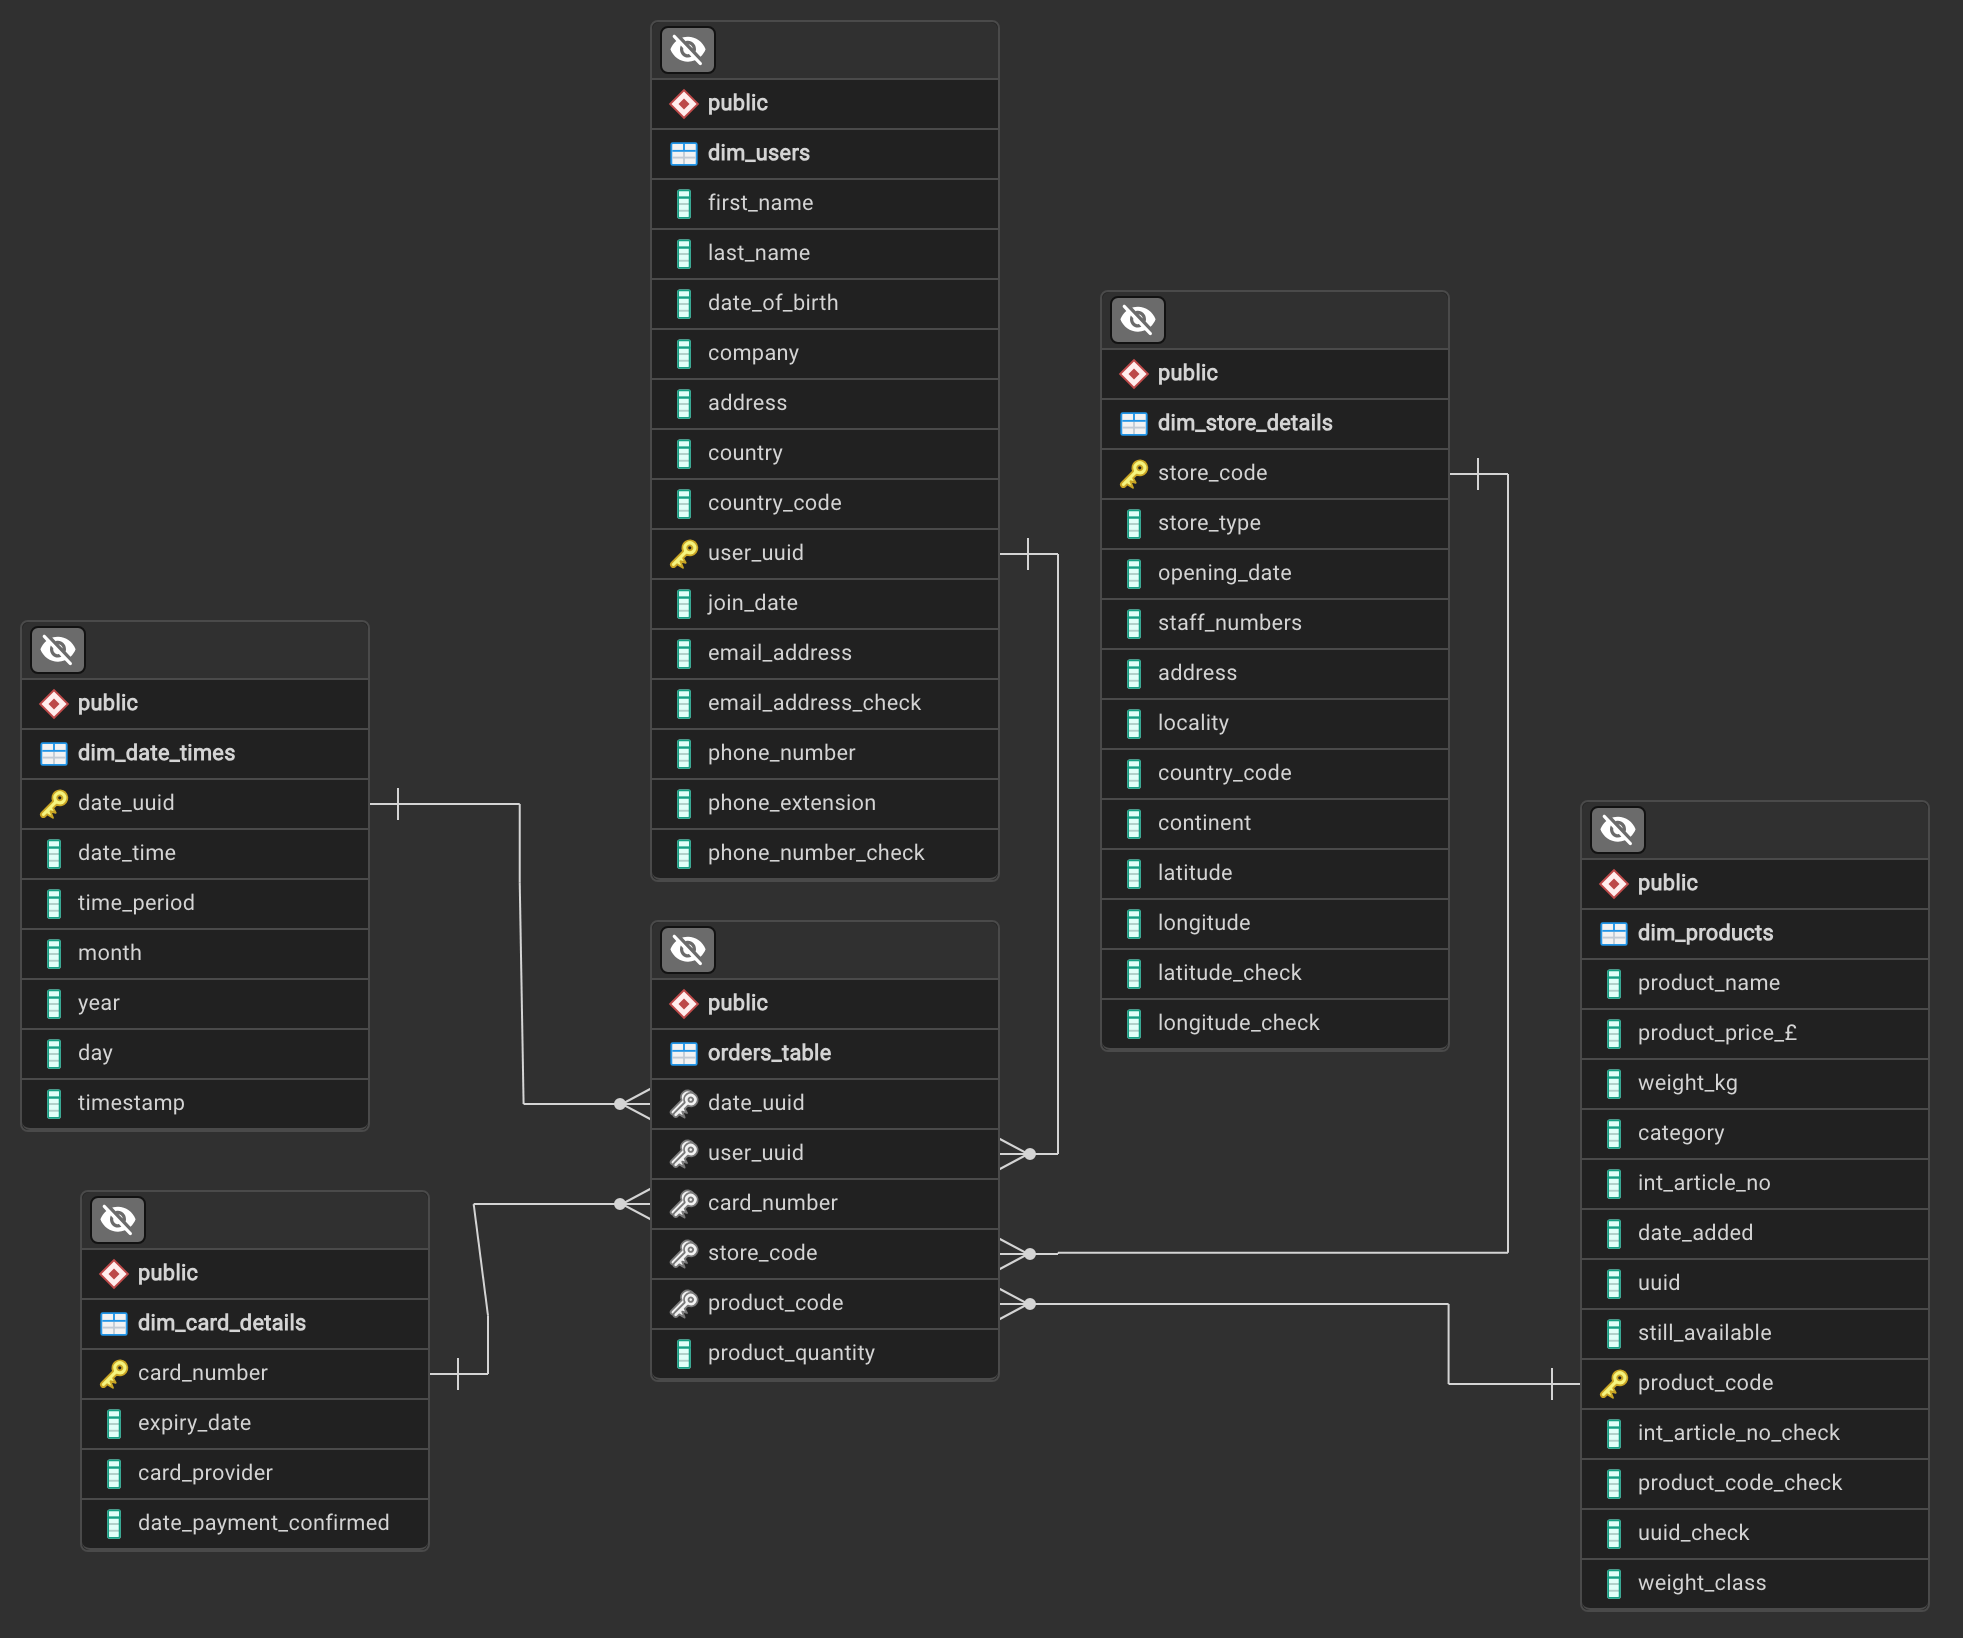 public
dim_users
first_name
last_name
date_of_birth
company
address
country
country_code
user_uuid
join_date
email_address
email_address_check
phone_number
phone_extension
phone_number_check
public
dim_store_details
store_code
store_type
opening_date
staff_numbers
address
locality
country_code
continent
latitude
longitude
latitude_check
longitude_check
public
dim_date_times
date_uuid
date_time
time_period
month
year
day
timestamp
public
dim_products
product_name
product_price_£
weight_kg
category
int_article_no
date_added
uuid
still_available
product_code
int_article_no_check
product_code_check
uuid_check
weight_class
public
orders_table
date_uuid
user_uuid
card_number
store_code
product_code
product_quantity
public
dim_card_details
card_number
expiry_date
card_provider
date_payment_confirmed